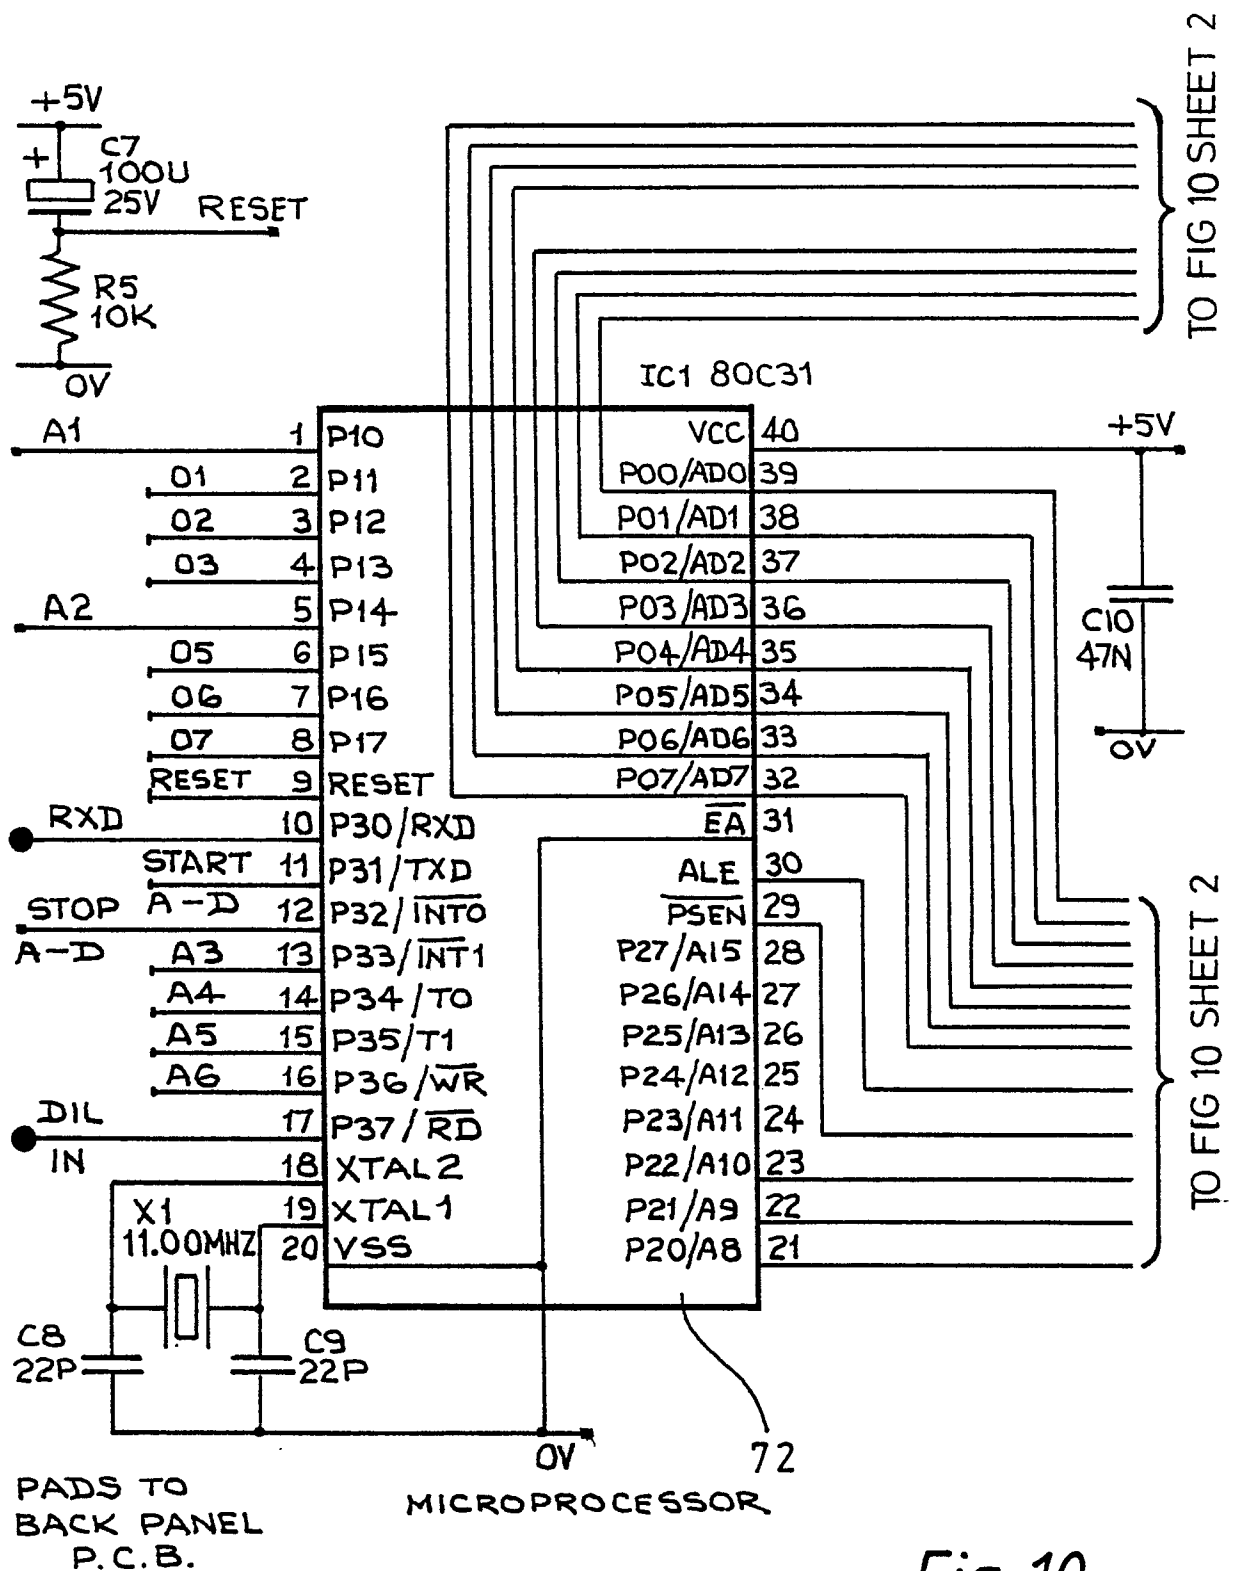 TO FIG 10 SHEET 2
+5V
+
C7
100U
25V
RESET
R5
10K
0V
IC1 80C31
A1 1 P10
O1 2 P11
O2 3 P12
O3 4 P13
A2 5 P14
O5 6 P15
O6 7 P16
O7 8 P17
RESET 9 RESET
RXD 10 P30/RXD
START 11 P31/TXD
A-D
STOP 12 P32/INT0
A-D
A3 13 P33/INT1
A4 14 P34/T0
A5 15 P35/T1
A6 16 P36/WR
DIL 17 P37/RD
IN
18 XTAL2
19 XTAL1
20 VSS
VCC 40
P00/AD0 39
P01/AD1 38
P02/AD2 37
P03/AD3 36
P04/AD4 35
P05/AD5 34
P06/AD6 33
P07/AD7 32
EA 31
ALE 30
PSEN 29
P27/A15 28
P26/A14 27
P25/A13 26
P24/A12 25
P23/A11 24
P22/A10 23
P21/A9 22
P20/A8 21
+5V
C10
47N
0V
TO FIG 10 SHEET 2
X1
11.00MHZ
C8
22P
C9
22P
0V
72
MICROPROCESSOR
PADS TO
BACK PANEL
P.C.B.
Fig. 10